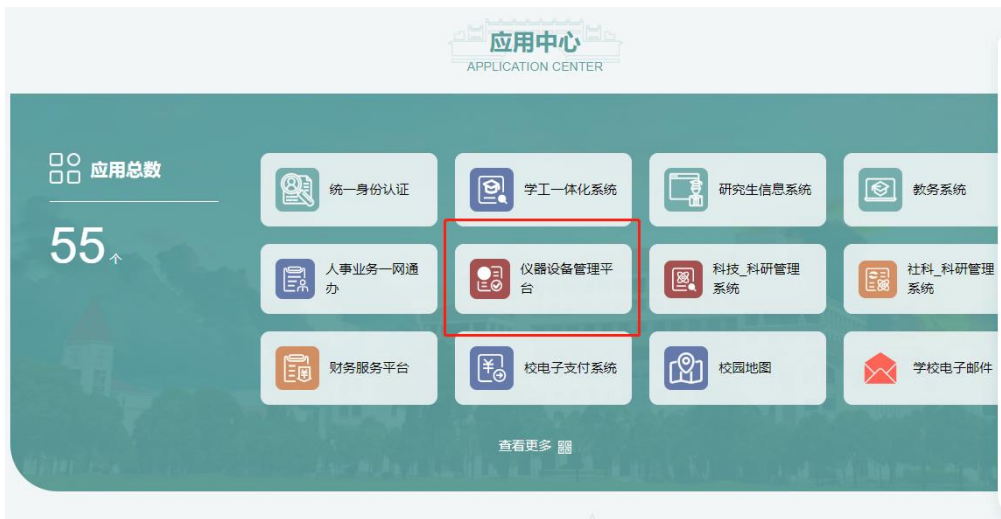 应用中心
APPLICATION CENTER
应用总数
55个
统一身份认证
学工一体化系统
研究生信息系统
教务系统
人事业务一网通
办
仪器设备管理平
台
科技_科研管理
系统
社科_科研管理
系统
财务服务平台
校电子支付系统
校园地图
学校电子邮件
查看更多